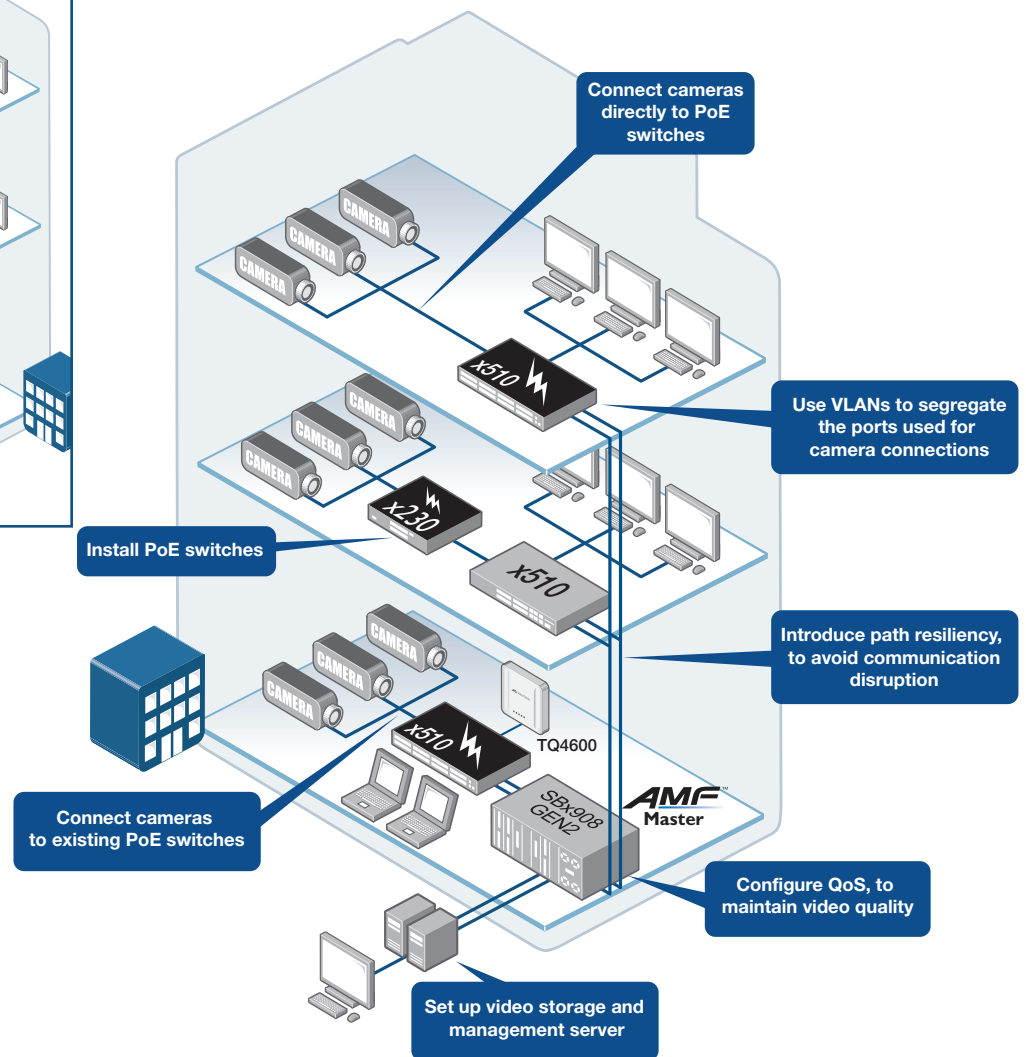 Connect cameras
directly to PoE
switches
CAMERA
CAMERA
CAMERA
x510
Use VLANs to segregate
the ports used for
camera connections
CAMERA
CAMERA
CAMERA
x230
Install PoE switches
x510
Introduce path resiliency,
to avoid communication
disruption
CAMERA
CAMERA
CAMERA
x510
TQ4600
Connect cameras
to existing PoE switches
SBx908
GEN2
AMF™
Master
Configure QoS, to
maintain video quality
Set up video storage and
management server